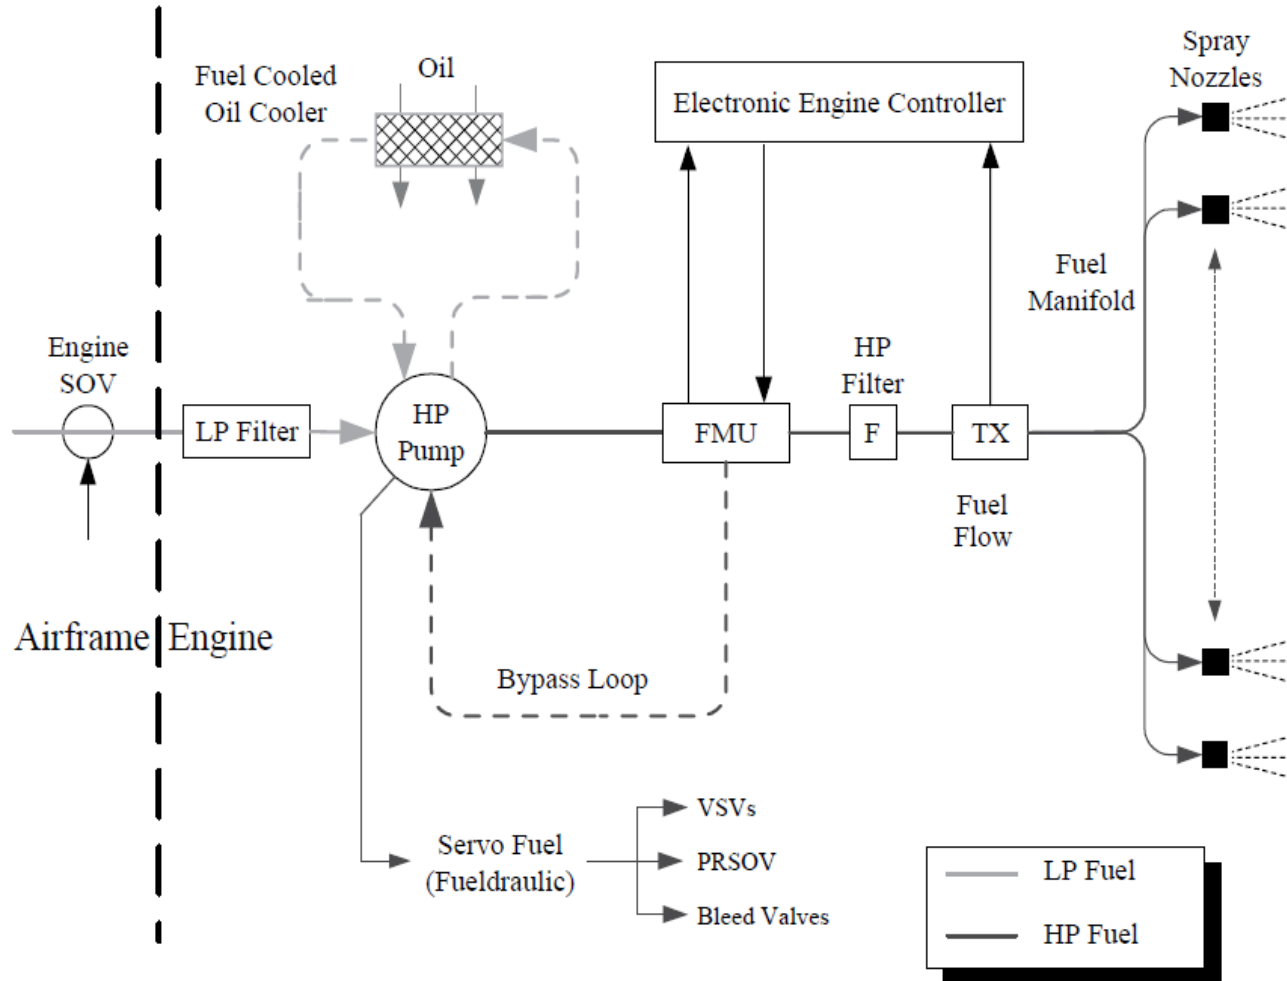 Fuel Cooled
Oil Cooler
Oil
Electronic Engine Controller
Spray
Nozzles
Fuel
Manifold
Engine
SOV
LP Filter
HP
Pump
FMU
HP
Filter
F
TX
Fuel
Flow
Airframe
Engine
Bypass Loop
Servo Fuel
(Fueldraulic)
VSVs
PRSOV
Bleed Valves
LP Fuel
HP Fuel